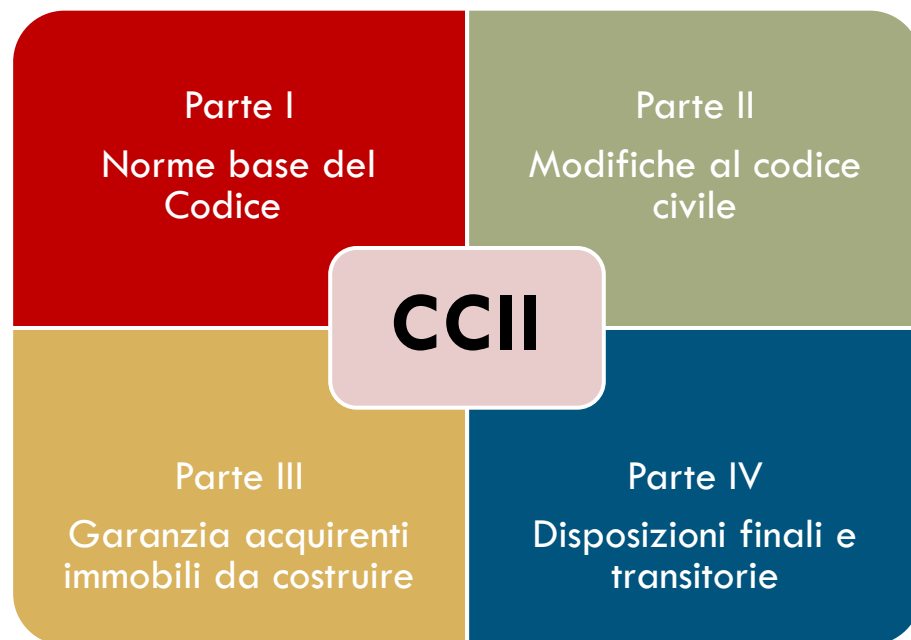 Parte I
Norme base del
Codice
Parte II
Modifiche al codice
civile
CCII
Parte III
Garanzia acquirenti
immobili da costruire
Parte IV
Disposizioni finali e
transitorie